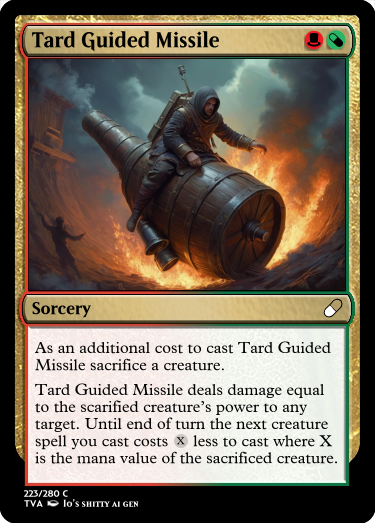 Tard Guided Missile
Sorcery
As an additional cost to cast Tard Guided
Missile sacrifice a creature.
Tard Guided Missile deals damage equal
to the scarified creature's power to any
target. Until end of turn the next creature
spell you cast costs X less to cast where X
is the mana value of the sacrificed creature.
223/280 C
TVA Io's shitty ai gen